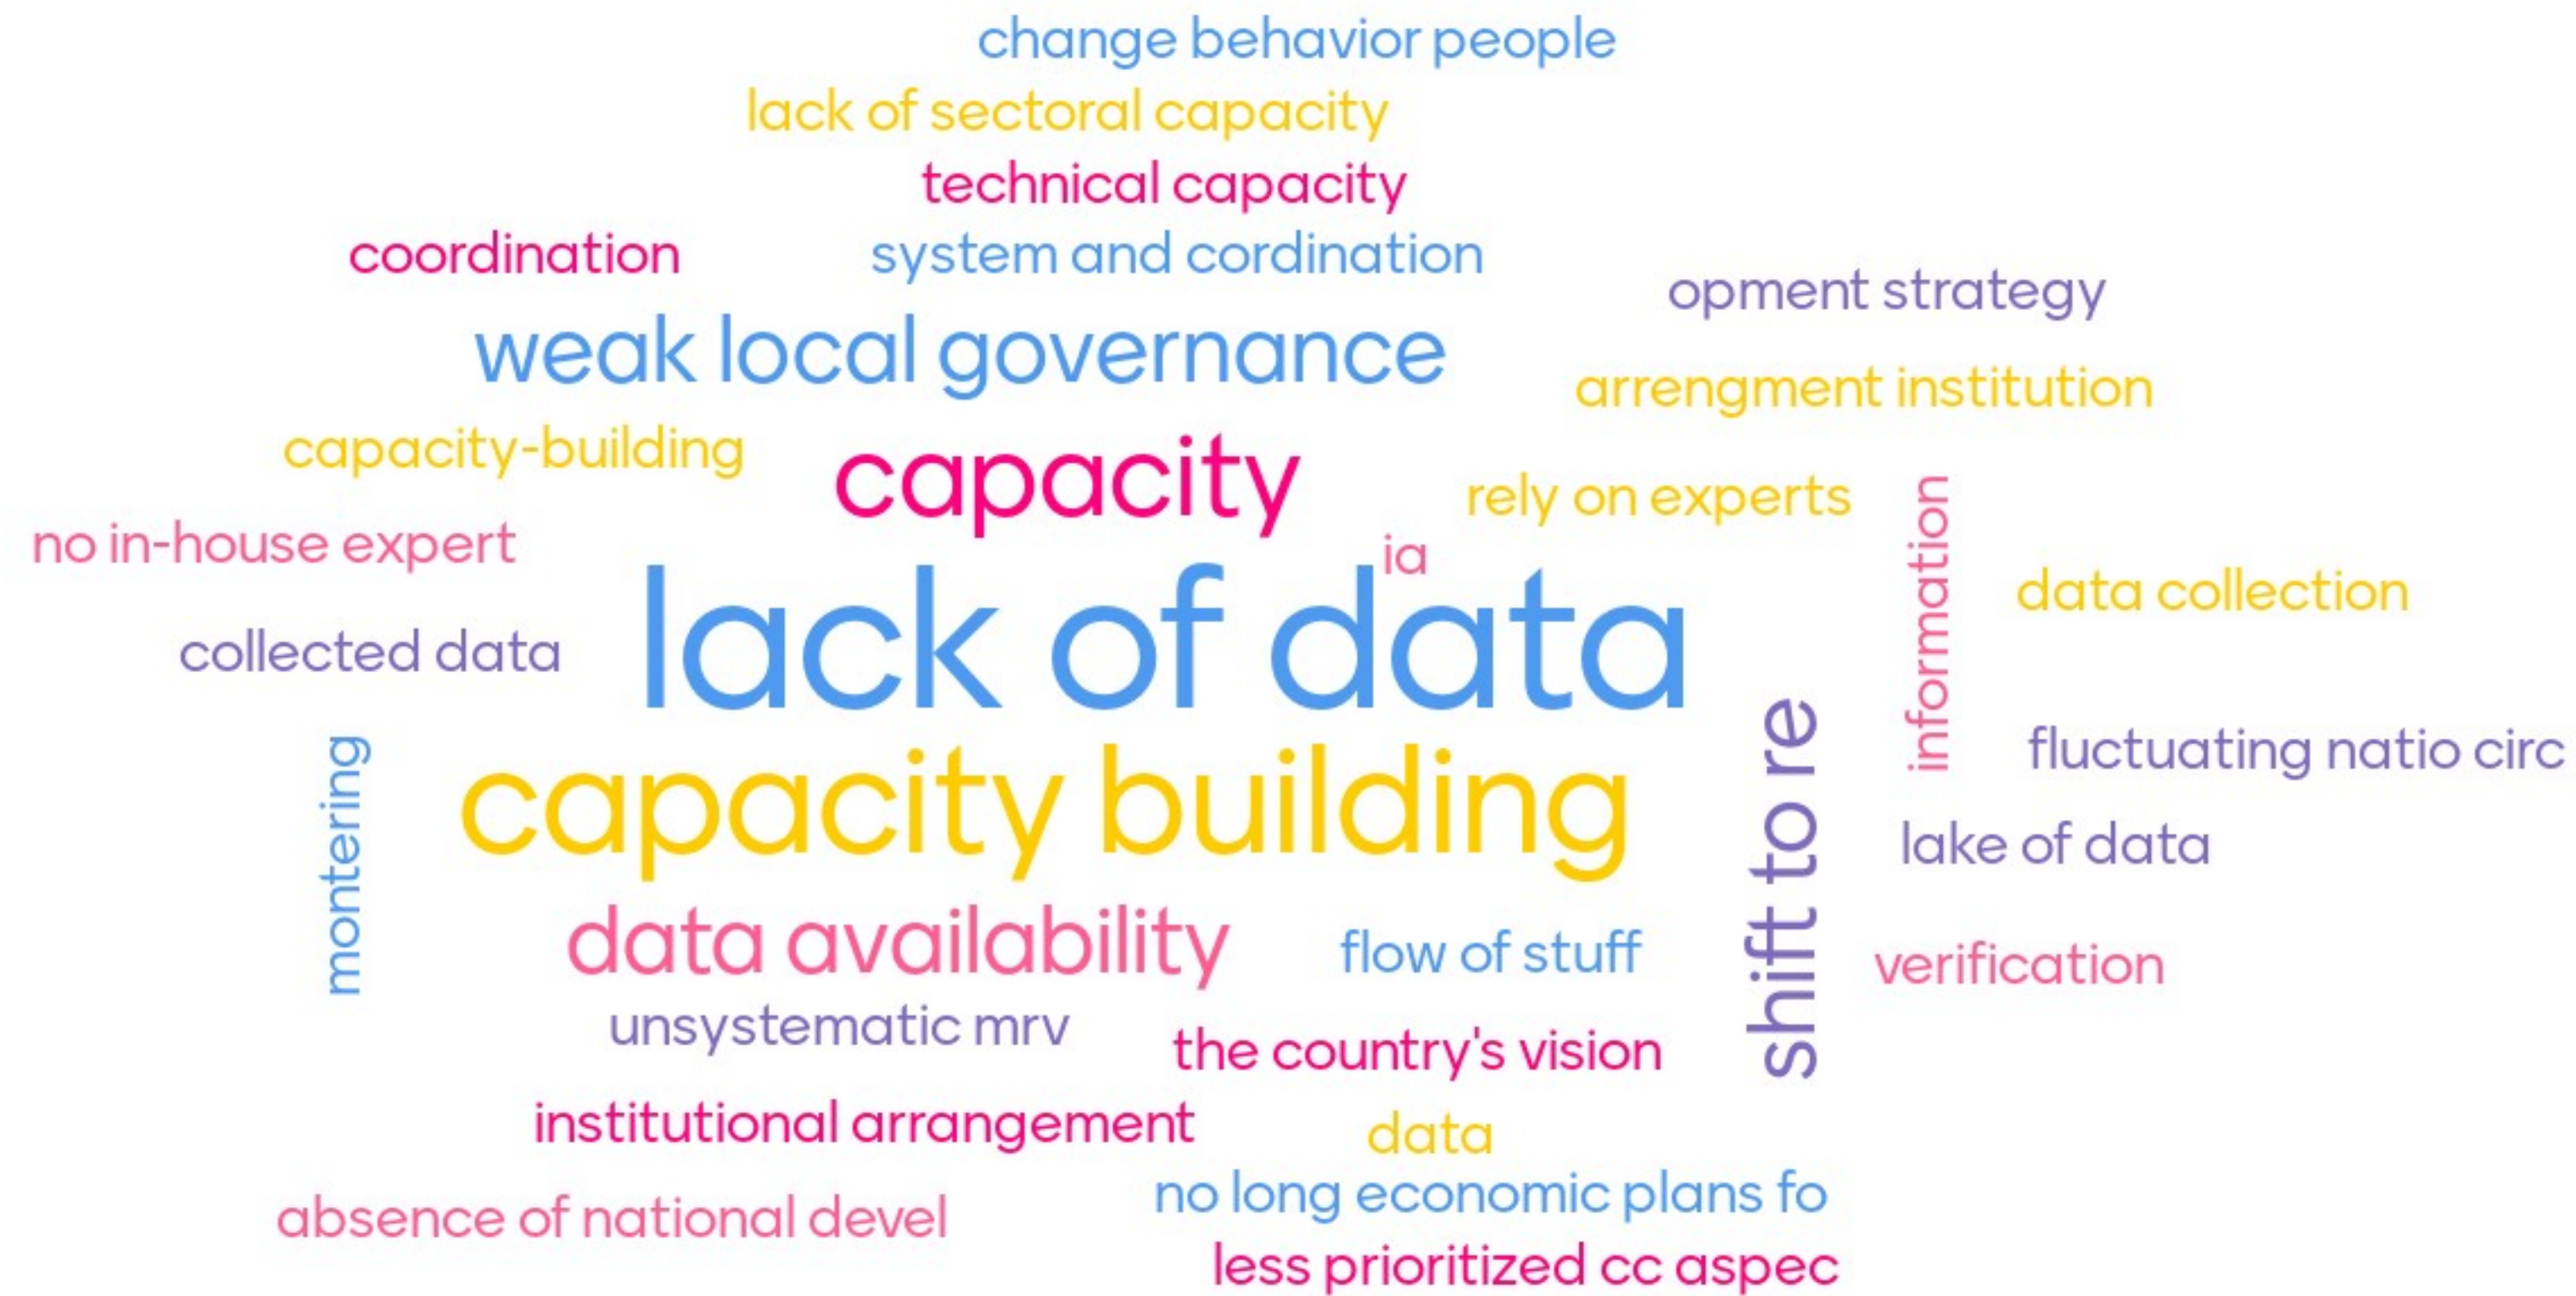 change behavior people
lack of sectoral capacity
technical capacity
coordination
system and cordination
opment strategy
weak local governance
arrengment institution
capacity-building
capacity
rely on experts
information
no in-house expert
ia
data collection
lack of data
collected data
shift to re
fluctuating natio circ
montering
capacity building
lake of data
data availability
flow of stuff
verification
unsystematic mrv
the country's vision
institutional arrangement
data
no long economic plans fo
absence of national devel
less prioritized cc aspec